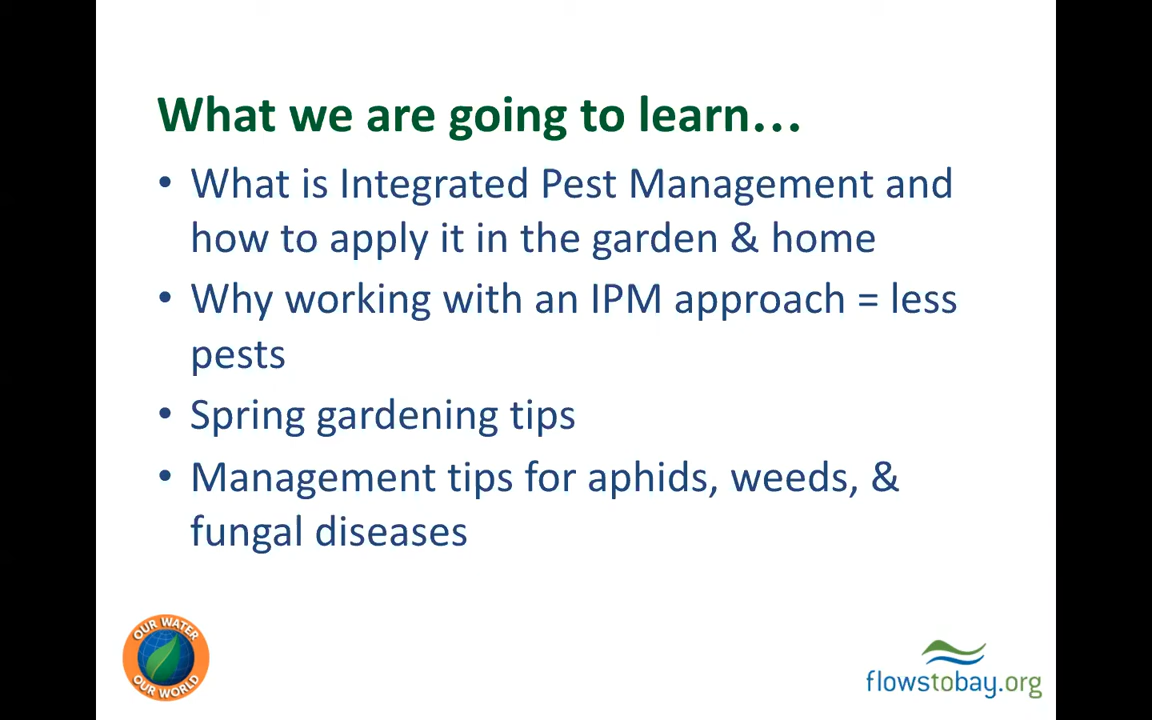 What we are going to learn…
• What is Integrated Pest Management and
how to apply it in the garden & home
• Why working with an IPM approach = less
pests
• Spring gardening tips
• Management tips for aphids, weeds, &
fungal diseases
OUR WATER
OUR WORLD
flowstobay.org